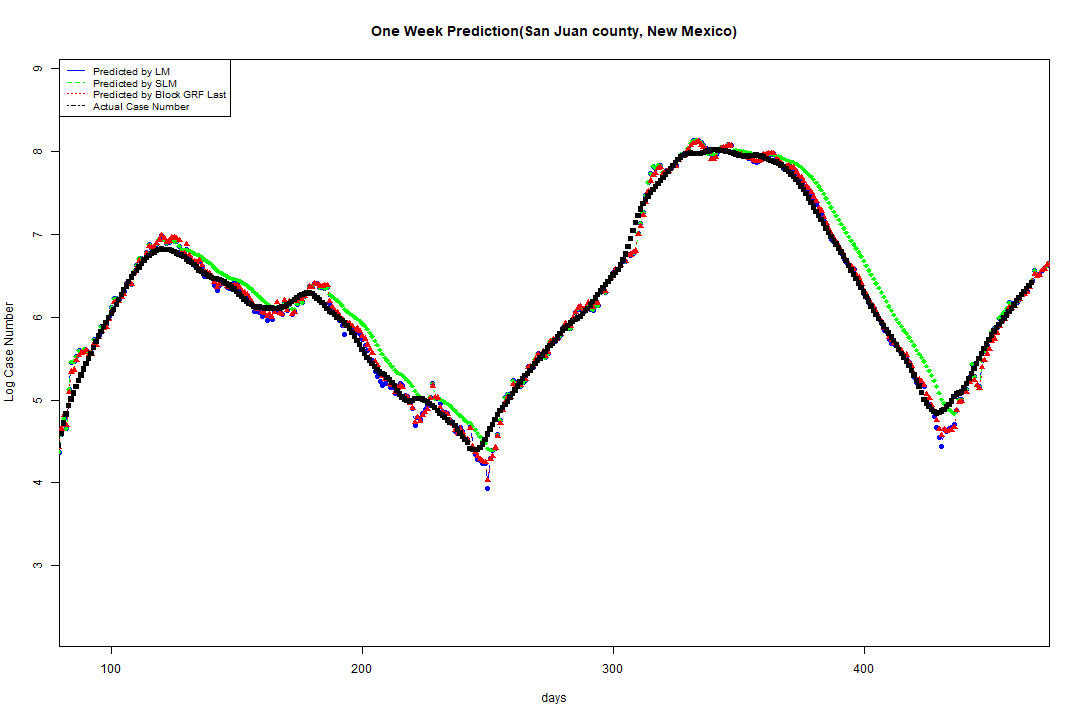 One Week Prediction(San Juan county, New Mexico)
Predicted by LM
Predicted by SLM
Predicted by Block GRF Last
Actual Case Number
Log Case Number
9
8
7
6
5
4
3
100 200 300 400
days